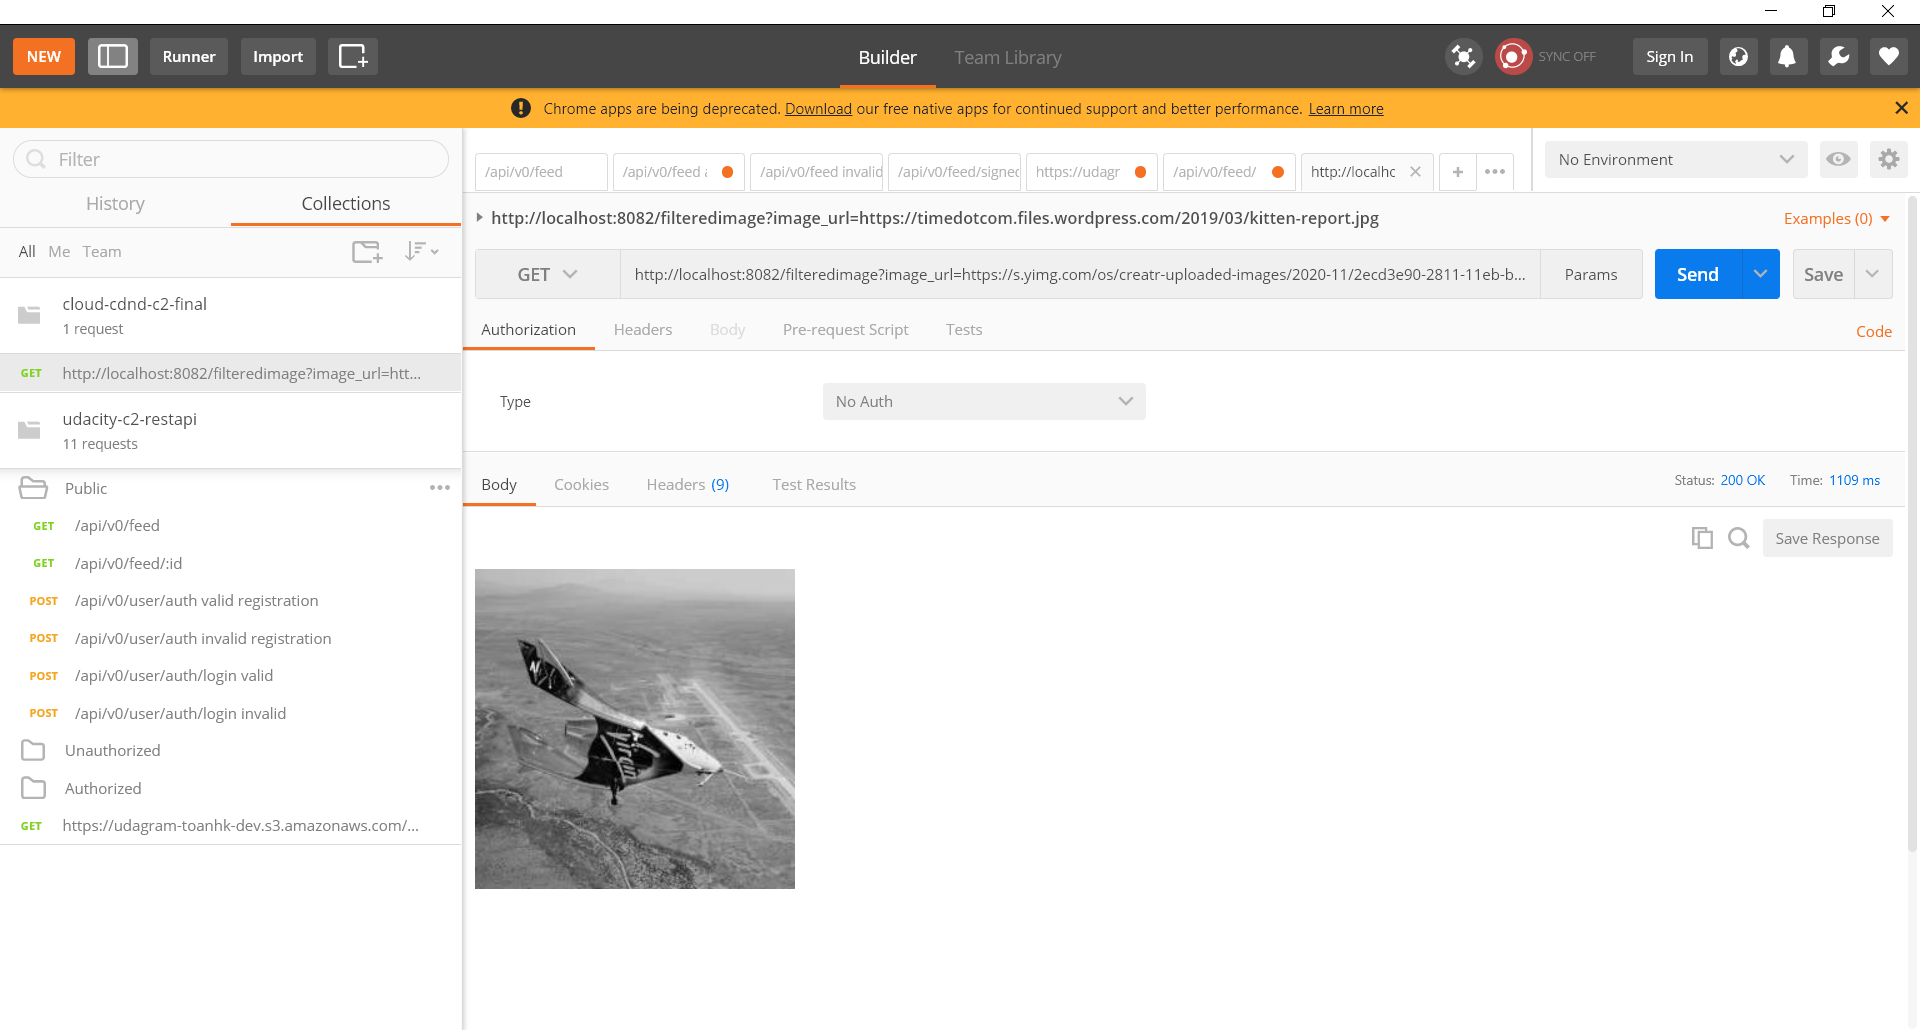 NEW
Runner
Import
Builder
Team Library
SYNC OFF
Sign In
Chrome apps are being deprecated. Download our free native apps for continued support and better performance. Learn more
Filter
History
Collections
All Me Team
cloud-cdnd-c2-final
1 request
GET http://localhost:8082/filteredimage?image_url=htt...
udacity-c2-restapi
11 requests
Public
GET /api/v0/feed
GET /api/v0/feed/:id
POST /api/v0/user/auth valid registration
POST /api/v0/user/auth invalid registration
POST /api/v0/user/auth/login valid
POST /api/v0/user/auth/login invalid
Unauthorized
Authorized
GET https://udagram-toanhk-dev.s3.amazonaws.com/...
/api/v0/feed
/api/v0/feed
/api/v0/feed invalid
/api/v0/feed/signed
https://udagr
/api/v0/feed/
http://localhc
No Environment
http://localhost:8082/filteredimage?image_url=https://timedotcom.files.wordpress.com/2019/03/kitten-report.jpg
Examples (0)
GET
http://localhost:8082/filteredimage?image_url=https://s.yimg.com/os/creatr-uploaded-images/2020-11/2ecd3e90-2811-11eb-b...
Params
Send
Save
Authorization
Headers
Body
Pre-request Script
Tests
Code
Type
No Auth
Body
Cookies
Headers (9)
Test Results
Status: 200 OK
Time: 1109 ms
Save Response